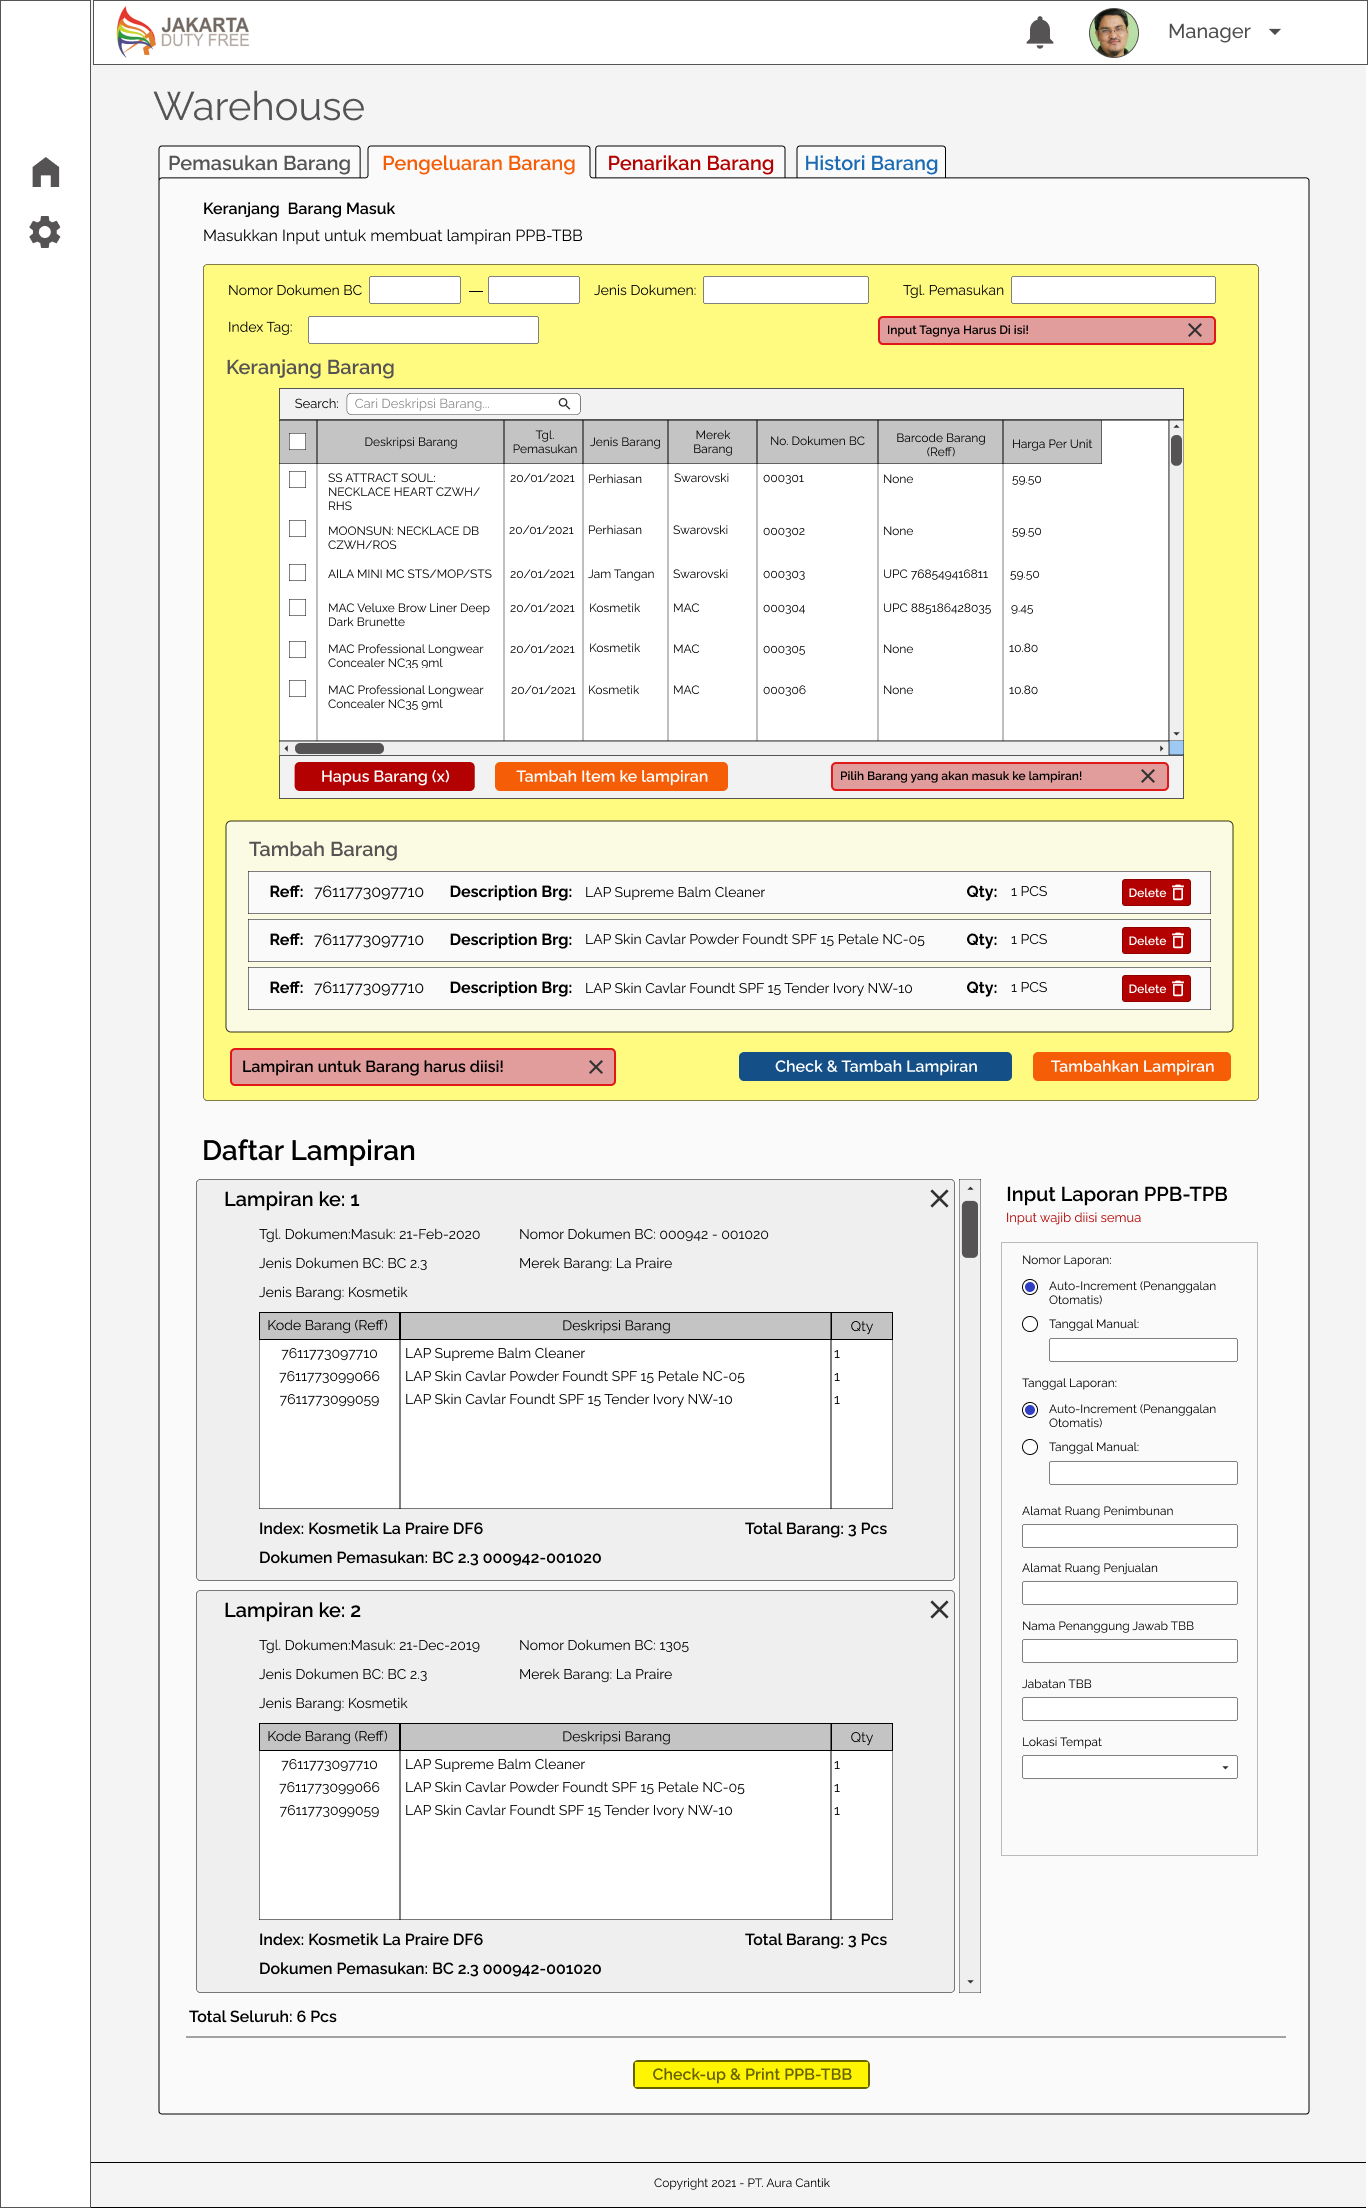 JAKARTA
DUTY FREE
Manager
Warehouse
Pemasukan Barang
Pengeluaran Barang
Penarikan Barang
Histori Barang
Keranjang Barang Masuk
Masukkan Input untuk membuat lampiran PPB-TBB
Nomor Dokumen BC — Jenis Dokumen: Tgl. Pemasukan
Index Tag:
Input Tagnya Harus Di isi!
Keranjang Barang
Search: Cari Deskripsi Barang...
Deskripsi Barang Tgl. Pemasukan Jenis Barang Merek Barang No. Dokumen BC Barcode Barang (Reff) Harga Per Unit
SS ATTRACT SOUL: 20/01/2021 Perhiasan Swarovski 000301 None 59.50
NECKLACE HEART CZWH/
RHS
MOONSUN: NECKLACE DB 20/01/2021 Perhiasan Swarovski 000302 None 59.50
CZWH/ROS
AILA MINI MC STS/MOP/STS 20/01/2021 Jam Tangan Swarovski 000303 UPC 768549416811 59.50
MAC Veluxe Brow Liner Deep 20/01/2021 Kosmetik MAC 000304 UPC 885186428035 9.45
Dark Brunette
MAC Professional Longwear 20/01/2021 Kosmetik MAC 000305 None 10.80
Concealer NC35 9ml
MAC Professional Longwear 20/01/2021 Kosmetik MAC 000306 None 10.80
Concealer NC35 9ml
Hapus Barang (x)
Tambah Item ke lampiran
Pilih Barang yang akan masuk ke lampiran!
Tambah Barang
Reff: 7611773097710 Description Brg: LAP Supreme Balm Cleaner Qty: 1 PCS Delete
Reff: 7611773097710 Description Brg: LAP Skin Cavlar Powder Foundt SPF 15 Petale NC-05 Qty: 1 PCS Delete
Reff: 7611773097710 Description Brg: LAP Skin Cavlar Foundt SPF 15 Tender Ivory NW-10 Qty: 1 PCS Delete
Lampiran untuk Barang harus diisi!
Check & Tambah Lampiran
Tambahkan Lampiran
Daftar Lampiran
Lampiran ke: 1
Tgl. Dokumen:Masuk: 21-Feb-2020 Nomor Dokumen BC: 000942 - 001020
Jenis Dokumen BC: BC 2.3 Merek Barang: La Praire
Jenis Barang: Kosmetik
Kode Barang (Reff) Deskripsi Barang Qty
7611773097710 LAP Supreme Balm Cleaner 1
7611773099066 LAP Skin Cavlar Powder Foundt SPF 15 Petale NC-05 1
7611773099059 LAP Skin Cavlar Foundt SPF 15 Tender Ivory NW-10 1
Index: Kosmetik La Praire DF6 Total Barang: 3 Pcs
Dokumen Pemasukan: BC 2.3 000942-001020
Lampiran ke: 2
Tgl. Dokumen:Masuk: 21-Dec-2019 Nomor Dokumen BC: 1305
Jenis Dokumen BC: BC 2.3 Merek Barang: La Praire
Jenis Barang: Kosmetik
Kode Barang (Reff) Deskripsi Barang Qty
7611773097710 LAP Supreme Balm Cleaner 1
7611773099066 LAP Skin Cavlar Powder Foundt SPF 15 Petale NC-05 1
7611773099059 LAP Skin Cavlar Foundt SPF 15 Tender Ivory NW-10 1
Index: Kosmetik La Praire DF6 Total Barang: 3 Pcs
Dokumen Pemasukan: BC 2.3 000942-001020
Input Laporan PPB-TPB
Input wajib diisi semua
Nomor Laporan:
Auto-Increment (Penanggalan
Otomatis)
Tanggal Manual:
Tanggal Laporan:
Auto-Increment (Penanggalan
Otomatis)
Tanggal Manual:
Alamat Ruang Penimbunan
Alamat Ruang Penjualan
Nama Penanggung Jawab TBB
Jabatan TBB
Lokasi Tempat
Total Seluruh: 6 Pcs
Check-up & Print PPB-TBB
Copyright 2021 - PT. Aura Cantik